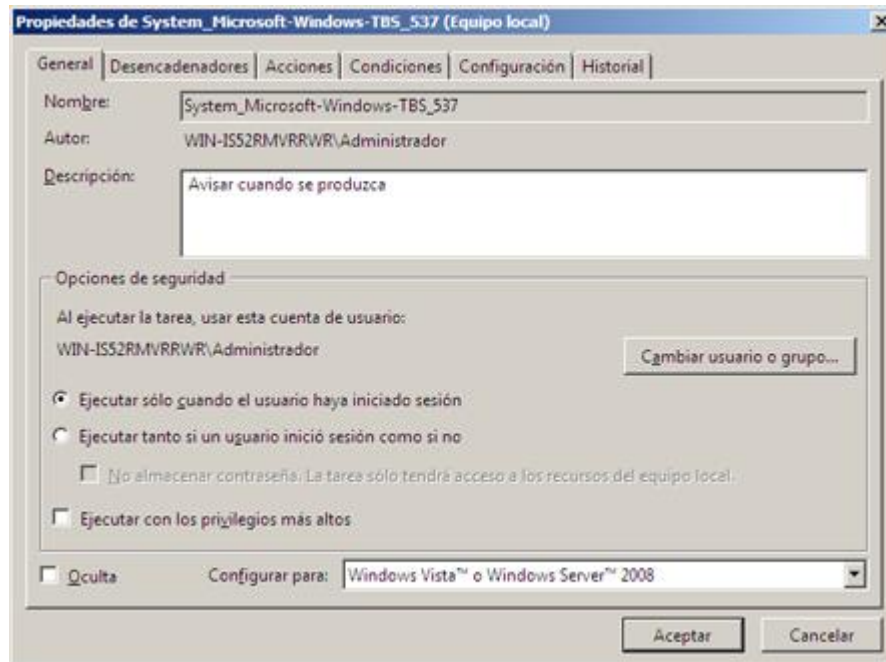 Propiedades de System_Microsoft-Windows-TBS_537 (Equipo local)
General Desencadenadores Acciones Condiciones Configuración Historial
Nombre: System_Microsoft-Windows-TBS_537
Autor: WIN-IS52RMVRRWR\Administrador
Descripción: Avisar cuando se produzca
Opciones de seguridad
Al ejecutar la tarea, usar esta cuenta de usuario:
WIN-IS52RMVRRWR\Administrador Cambiar usuario o grupo...
Ejecutar sólo cuando el usuario haya iniciado sesión
Ejecutar tanto si un usuario inició sesión como si no
No almacenar contraseña. La tarea sólo tendrá acceso a los recursos del equipo local.
Ejecutar con los privilegios más altos
Oculta Configurar para: Windows Vista™ o Windows Server™ 2008
Aceptar Cancelar